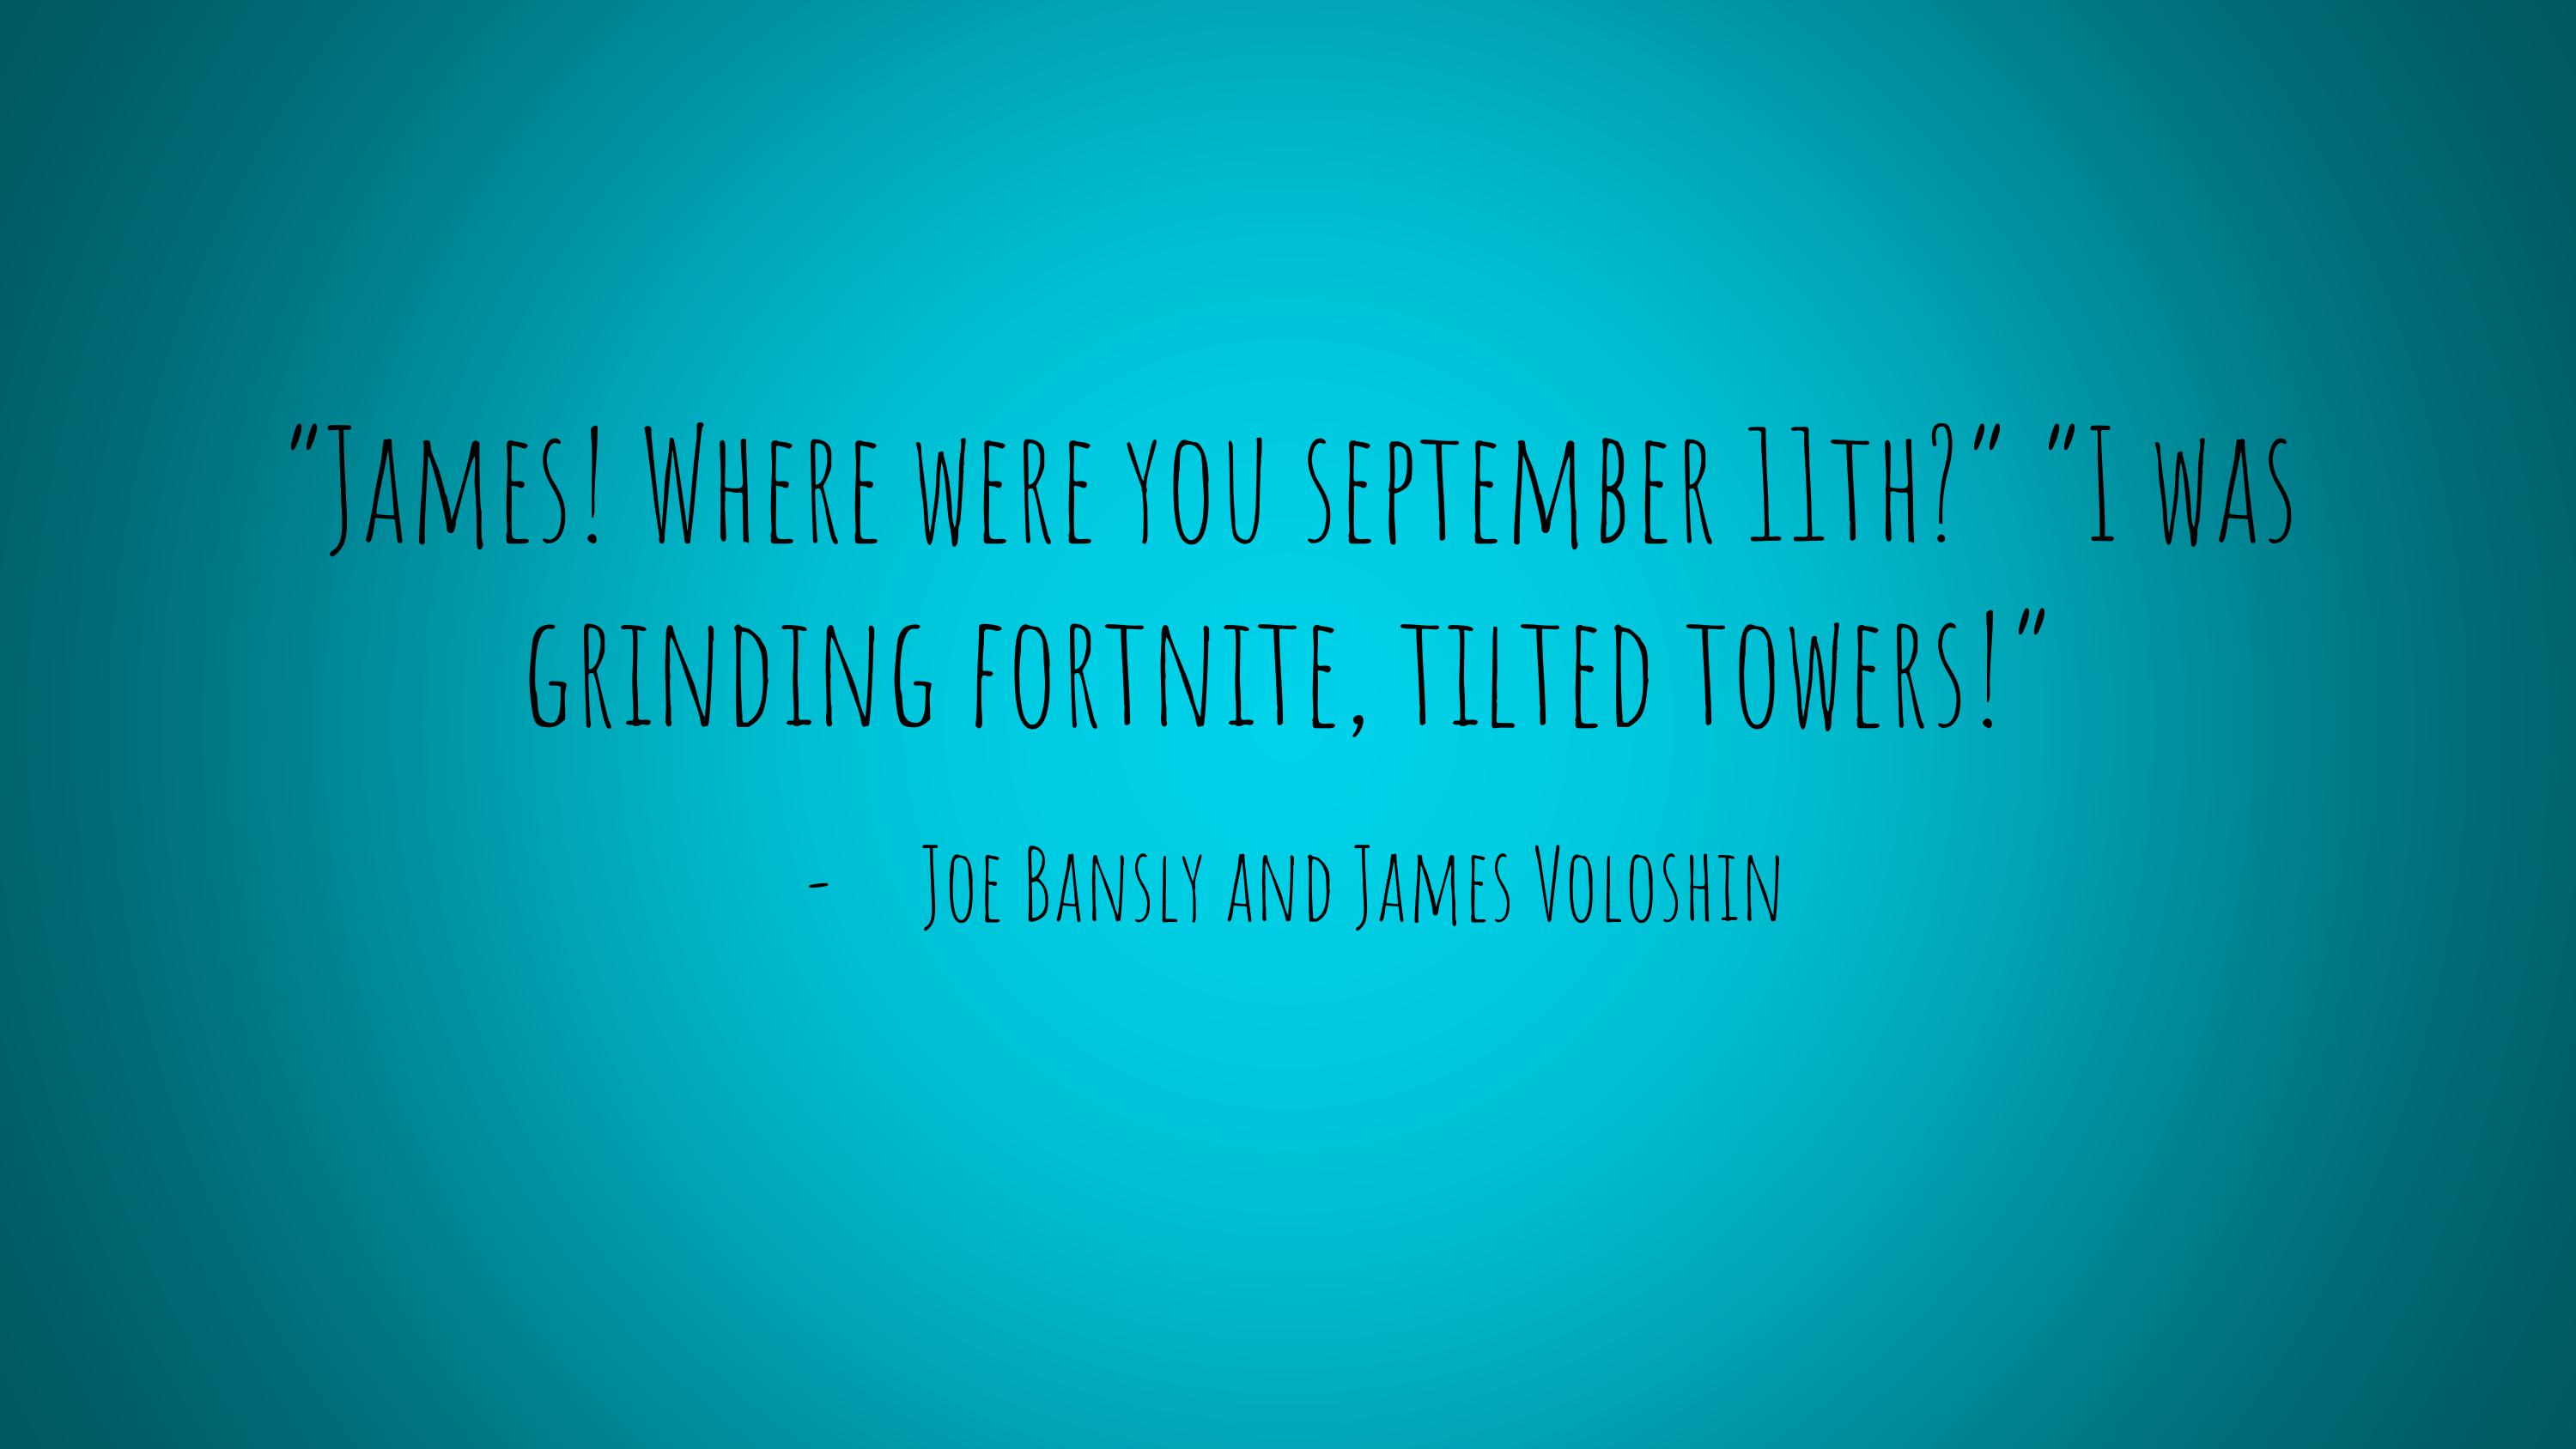 "James! Where were you september 11th?" "I was
grinding fortnite, tilted towers!"
- Joe Bansly and James Voloshin